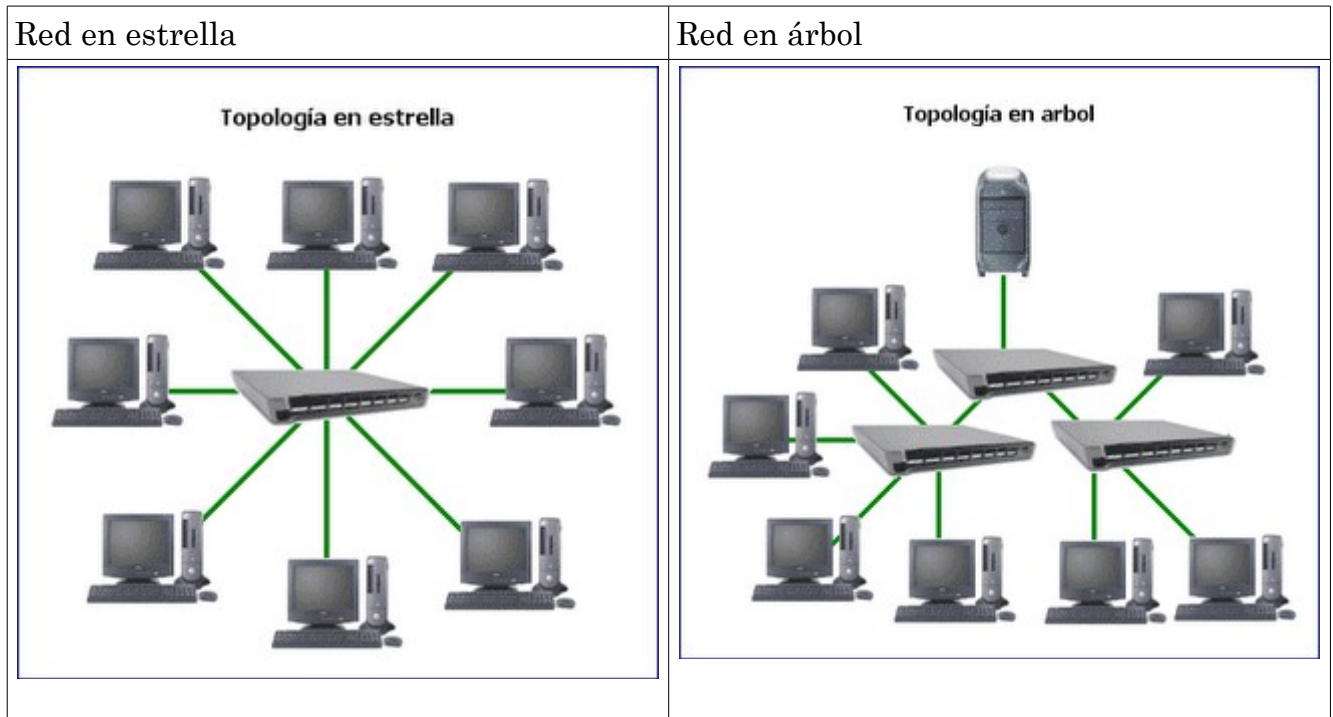 Red en estrella
Red en árbol
Topología en estrella
Topología en arbol